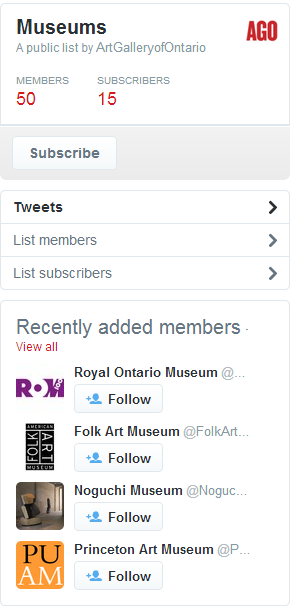 Museums
A public list by ArtGalleryofOntario
AGO
MEMBERS SUBSCRIBERS
50 15
Subscribe
Tweets
List members
List subscribers
Recently added members ·
View all
ROM
Royal Ontario Museum @...
Follow
AMERICAN
FOLK
ART
MUSEUM
Folk Art Museum @FolkArt...
Follow
Noguchi Museum @Noguc...
Follow
PU
AM
Princeton Art Museum @P...
Follow